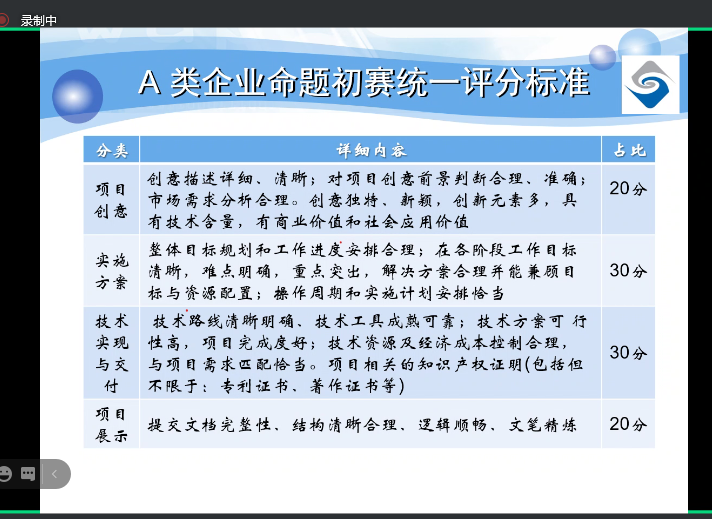 录制中
A 类企业命题初赛统一评分标准
分类 详细内容 占比
项目
创意
创意描述详细、清晰；对项目创意前景判断合理、准确；
市场需求分析合理。创意独特、新颖，创新元素多，具
有技术含量，有商业价值和社会应用价值
20分
实施
方案
整体目标规划和工作进度安排合理；在各阶段工作目标
清晰，难点明确，重点突出，解决方案合理并能兼顾目
标与资源配置；操作周期和实施计划安排恰当
30分
技术
实现
与交
付
技术路线清晰明确、技术工具成熟可靠；技术方案可 行
性高，项目完成度好；技术资源及经济成本控制合理，
与项目需求匹配恰当。项目相关的知识产权证明(包括但
不限于：专利证书、著作证书等)
30分
项目
展示
提交文档完整性、结构清晰合理、逻辑顺畅、文笔精炼
20分